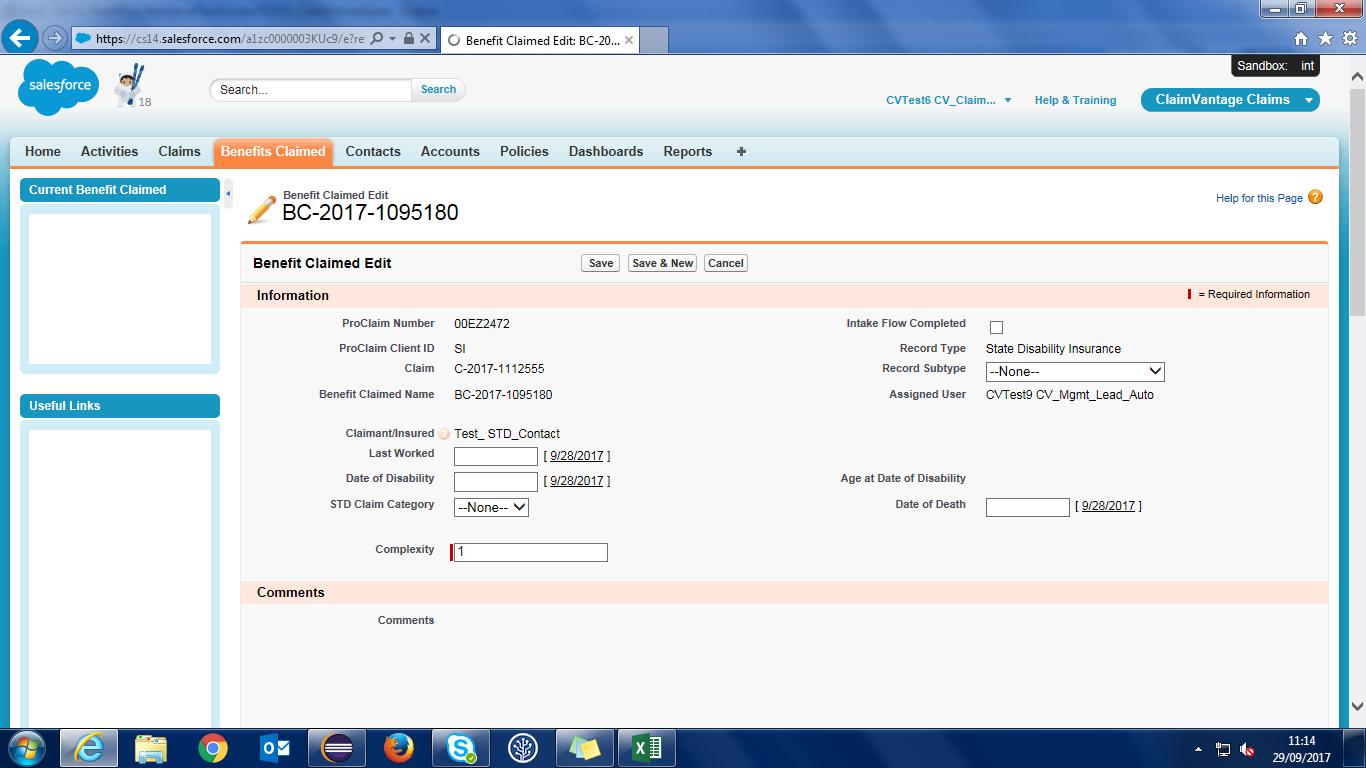 https://cs14.salesforce.com/a1zc0000003KUc9/e?re
Benefit Claimed Edit: BC-20...
Sandbox: int
salesforce
18
Search...
Search
CVTest6 CV_Claim...
Help & Training
ClaimVantage Claims
Home Activities Claims Benefits Claimed Contacts Accounts Policies Dashboards Reports +
Current Benefit Claimed
Useful Links
Benefit Claimed Edit
BC-2017-1095180
Help for this Page ?
Benefit Claimed Edit
Save Save & New Cancel
Information
= Required Information
ProClaim Number 00EZ2472 Intake Flow Completed
ProClaim Client ID SI Record Type State Disability Insurance
Claim C-2017-1112555 Record Subtype --None--
Benefit Claimed Name BC-2017-1095180 Assigned User CVTest9 CV_Mgmt_Lead_Auto
Claimant/Insured ? Test_ STD_Contact
Last Worked [ 9/28/2017 ]
Date of Disability [ 9/28/2017 ] Age at Date of Disability
STD Claim Category --None-- Date of Death [ 9/28/2017 ]
Complexity 1
Comments
Comments
11:14
29/09/2017